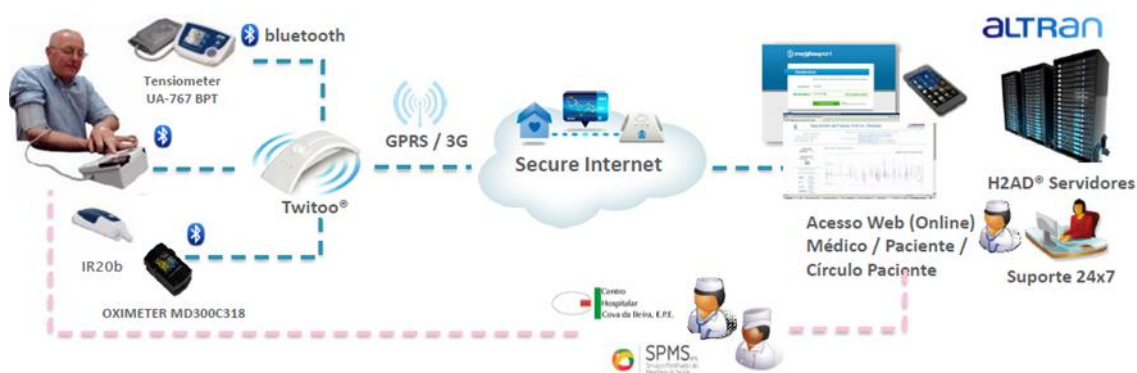 bluetooth
Tensiometer
UA-767 BPT
IR20b
OXIMETER MD300C318
Twitoo®
GPRS / 3G
Secure Internet
ALTRAN
H2AD® Servidores
Acesso Web (Online)
Médico / Paciente /
Círculo Paciente
Suporte 24x7
Centro
Hospitalar
Cova da Beira, E.P.E.
SPMS